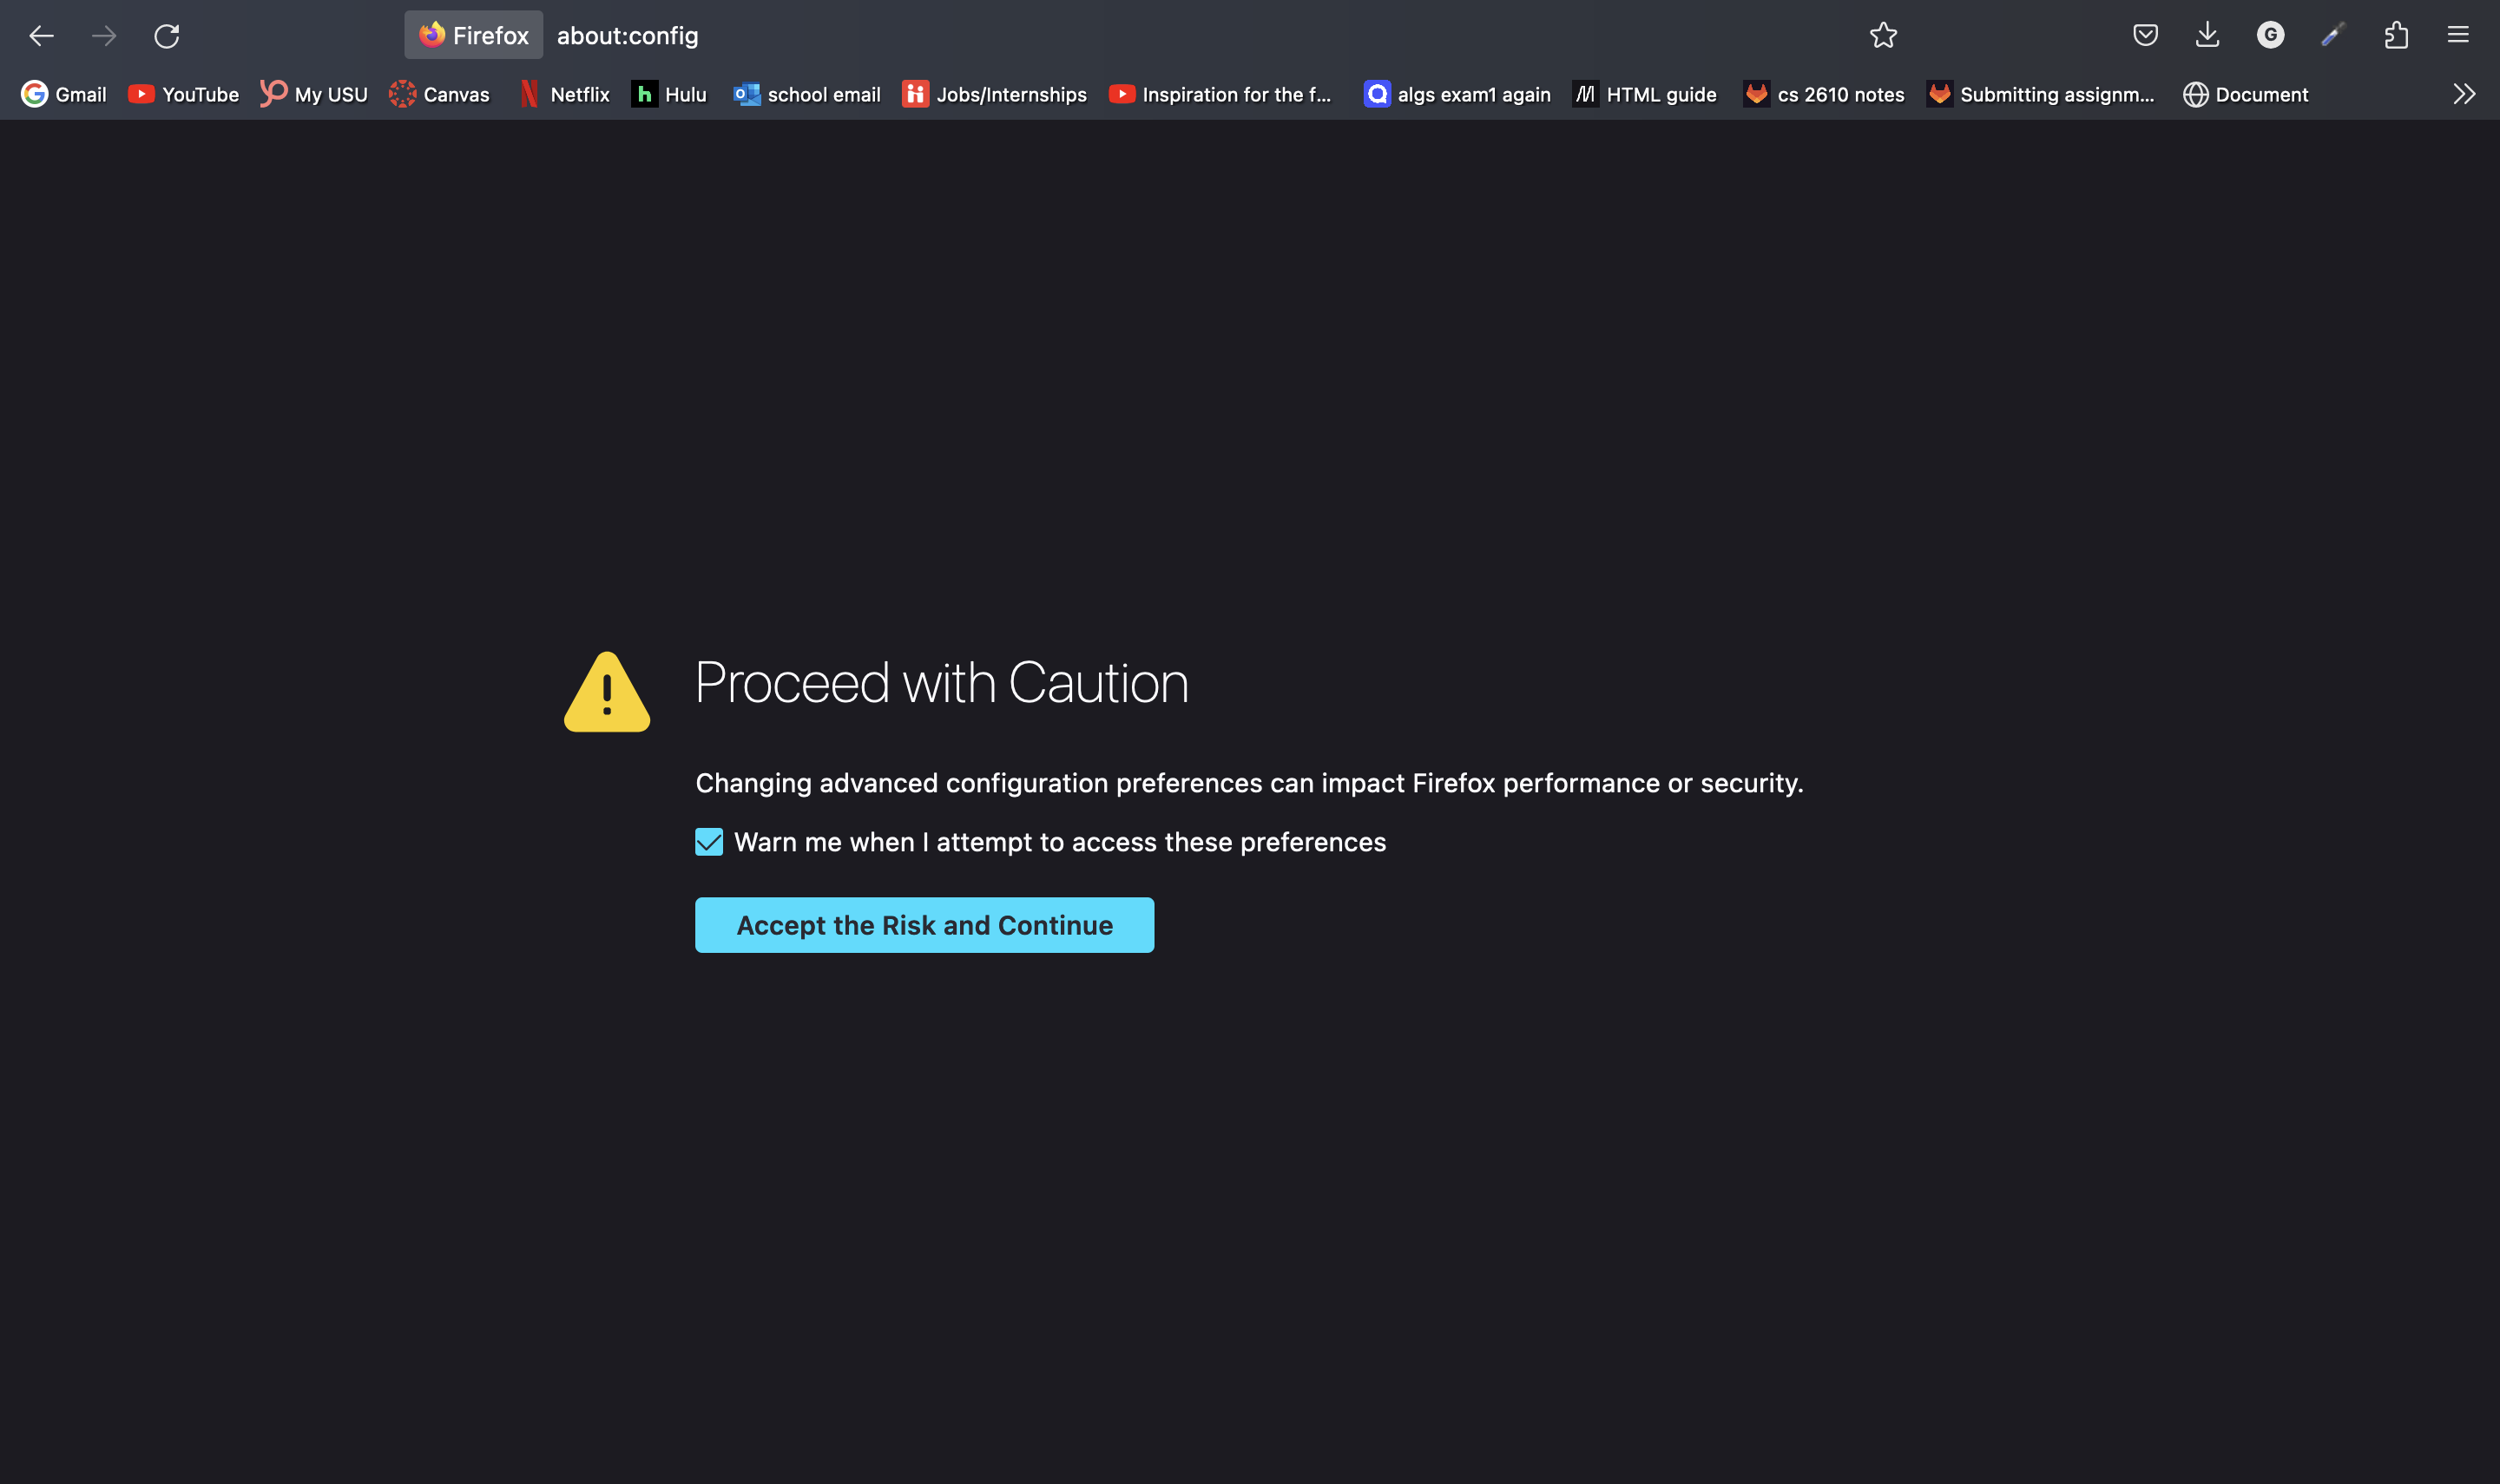 Firefox about:config
G
Gmail YouTube My USU Canvas Netflix h Hulu school email Jobs/Internships Inspiration for the f... algs exam1 again HTML guide cs 2610 notes Submitting assignm... Document
Proceed with Caution
Changing advanced configuration preferences can impact Firefox performance or security.
Warn me when I attempt to access these preferences
Accept the Risk and Continue